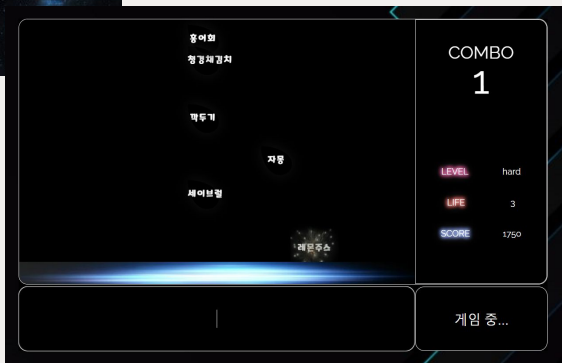 홍어회
청경채김치
깍두기
자몽
세이브럴
레몬주스
COMBO
1
LEVEL hard
LIFE 3
SCORE 1750
게임 중...